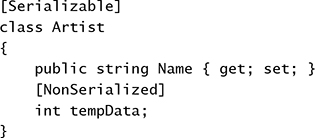 [Serializable]
class Artist
{
    public string Name { get; set; }
    [NonSerialized]
    int tempData;
}